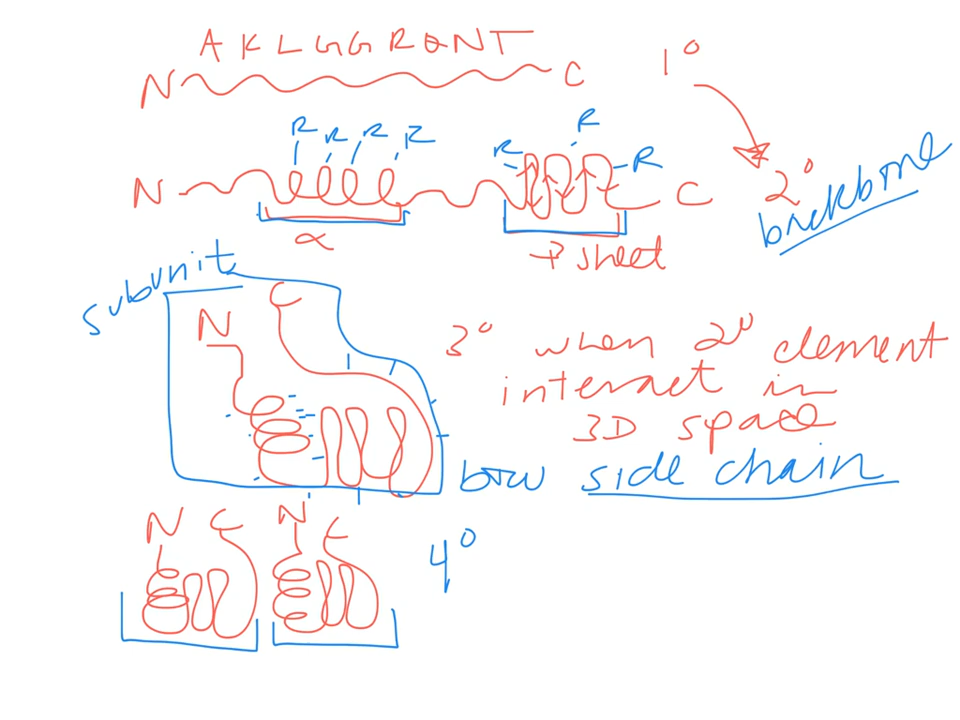 A K L G G R Q N T
N C 1°
R R R R R R R
N C 2°
backbone
α β sheet
subunit
N C
3° when 2° element
interact in
3D space
btw side chain
N C N C 4°